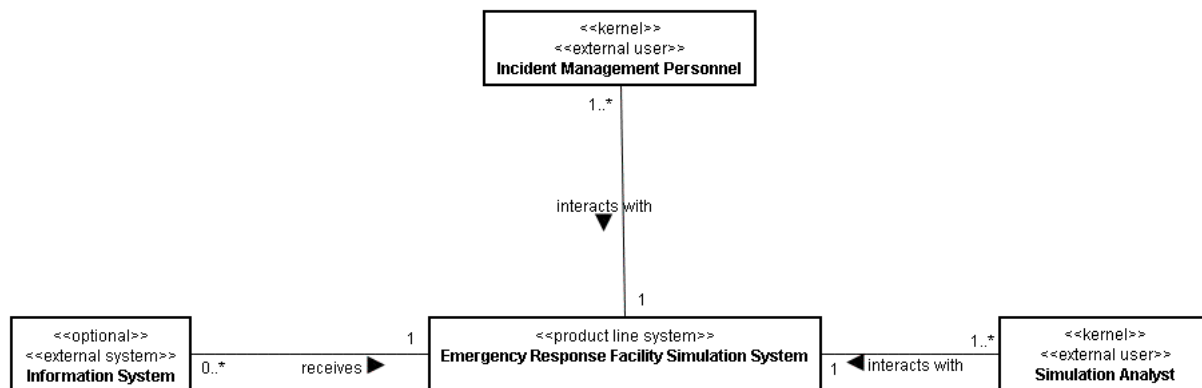 <<kernel>>
<<external user>>
Incident Management Personnel
1..*
interacts with
1
<<optional>>
<<external system>>
Information System
0..*
receives
1
<<product line system>>
Emergency Response Facility Simulation System
1
interacts with
1..*
<<kernel>>
<<external user>>
Simulation Analyst